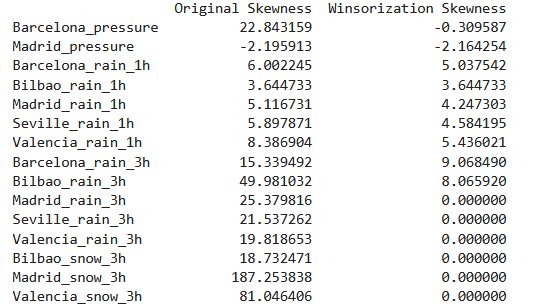 Original Skewness  Winsorization Skewness
Barcelona_pressure  22.843159  -0.309587
Madrid_pressure  -2.195913  -2.164254
Barcelona_rain_1h  6.002245  5.037542
Bilbao_rain_1h  3.644733  3.644733
Madrid_rain_1h  5.116731  4.247303
Seville_rain_1h  5.897871  4.584195
Valencia_rain_1h  8.386904  5.436021
Barcelona_rain_3h  15.339492  9.068490
Bilbao_rain_3h  49.981032  8.065920
Madrid_rain_3h  25.379816  0.000000
Seville_rain_3h  21.537262  0.000000
Valencia_rain_3h  19.818653  0.000000
Bilbao_snow_3h  18.732471  0.000000
Madrid_snow_3h  187.253838  0.000000
Valencia_snow_3h  81.046406  0.000000